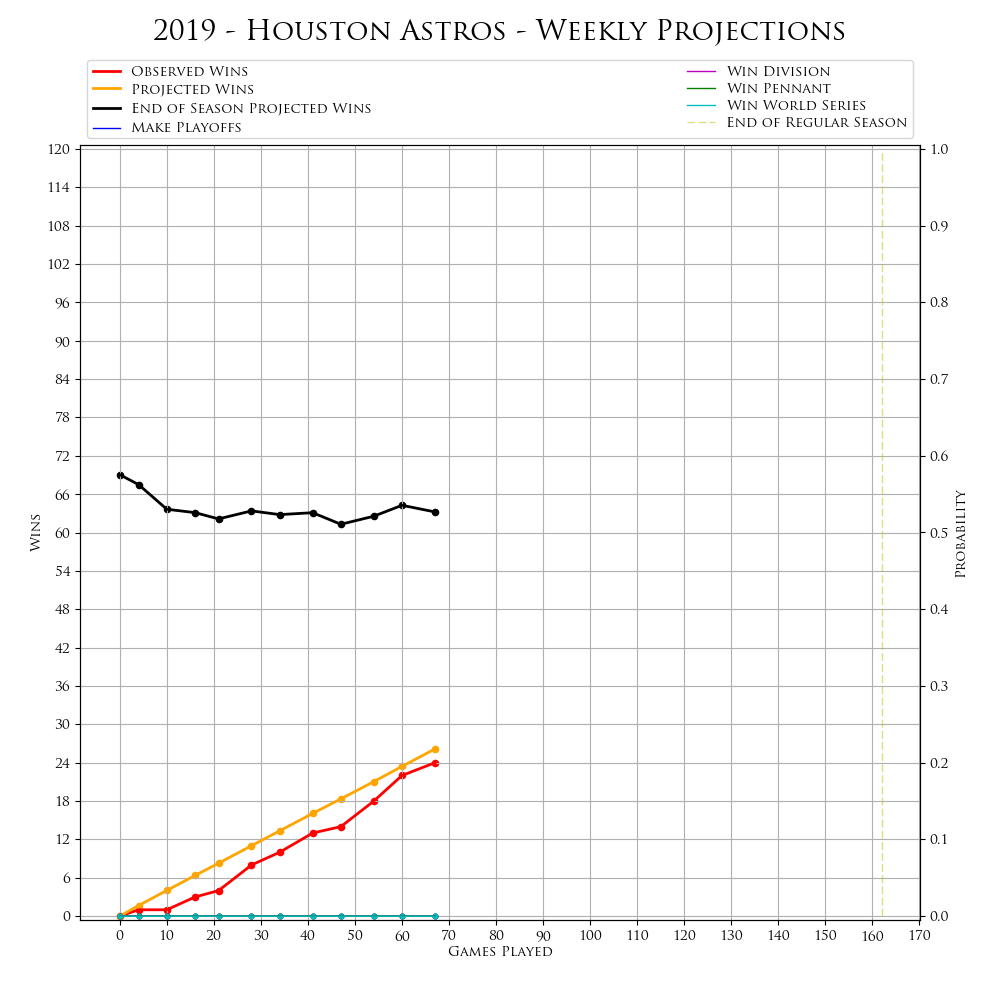 2019 - Houston Astros - Weekly Projections
Observed Wins
Projected Wins
End of Season Projected Wins
Make Playoffs
Win Division
Win Pennant
Win World Series
End of Regular Season
120
114
108
102
96
90
84
78
72
66
60
54
48
42
36
30
24
18
12
6
0
Wins
1.0
0.9
0.8
0.7
0.6
0.5
0.4
0.3
0.2
0.1
0.0
Probability
0 10 20 30 40 50 60 70 80 90 100 110 120 130 140 150 160 170
Games Played